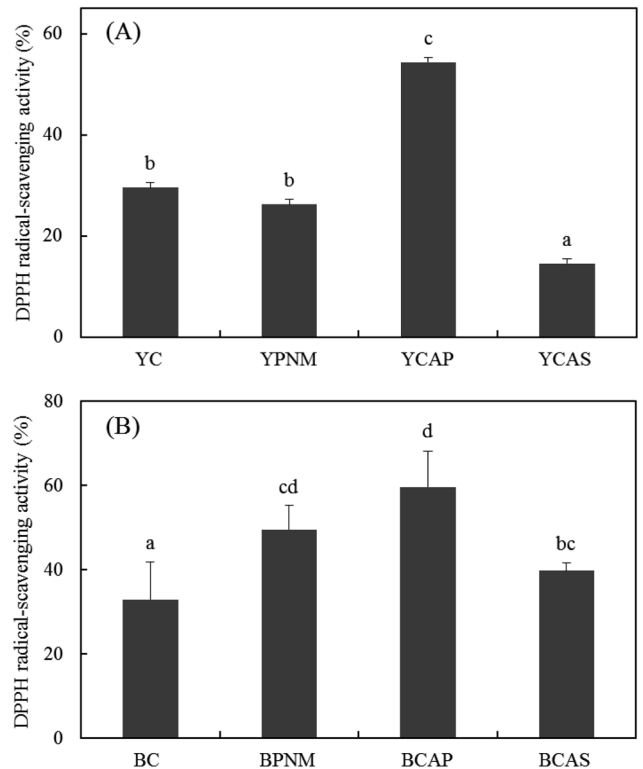 (A)
DPPH radical-scavenging activity (%)
60
40
20
0
b
b
c
a
YC
YPNM
YCAP
YCAS
(B)
DPPH radical-scavenging activity (%)
80
60
40
20
0
a
cd
d
bc
BC
BPNM
BCAP
BCAS